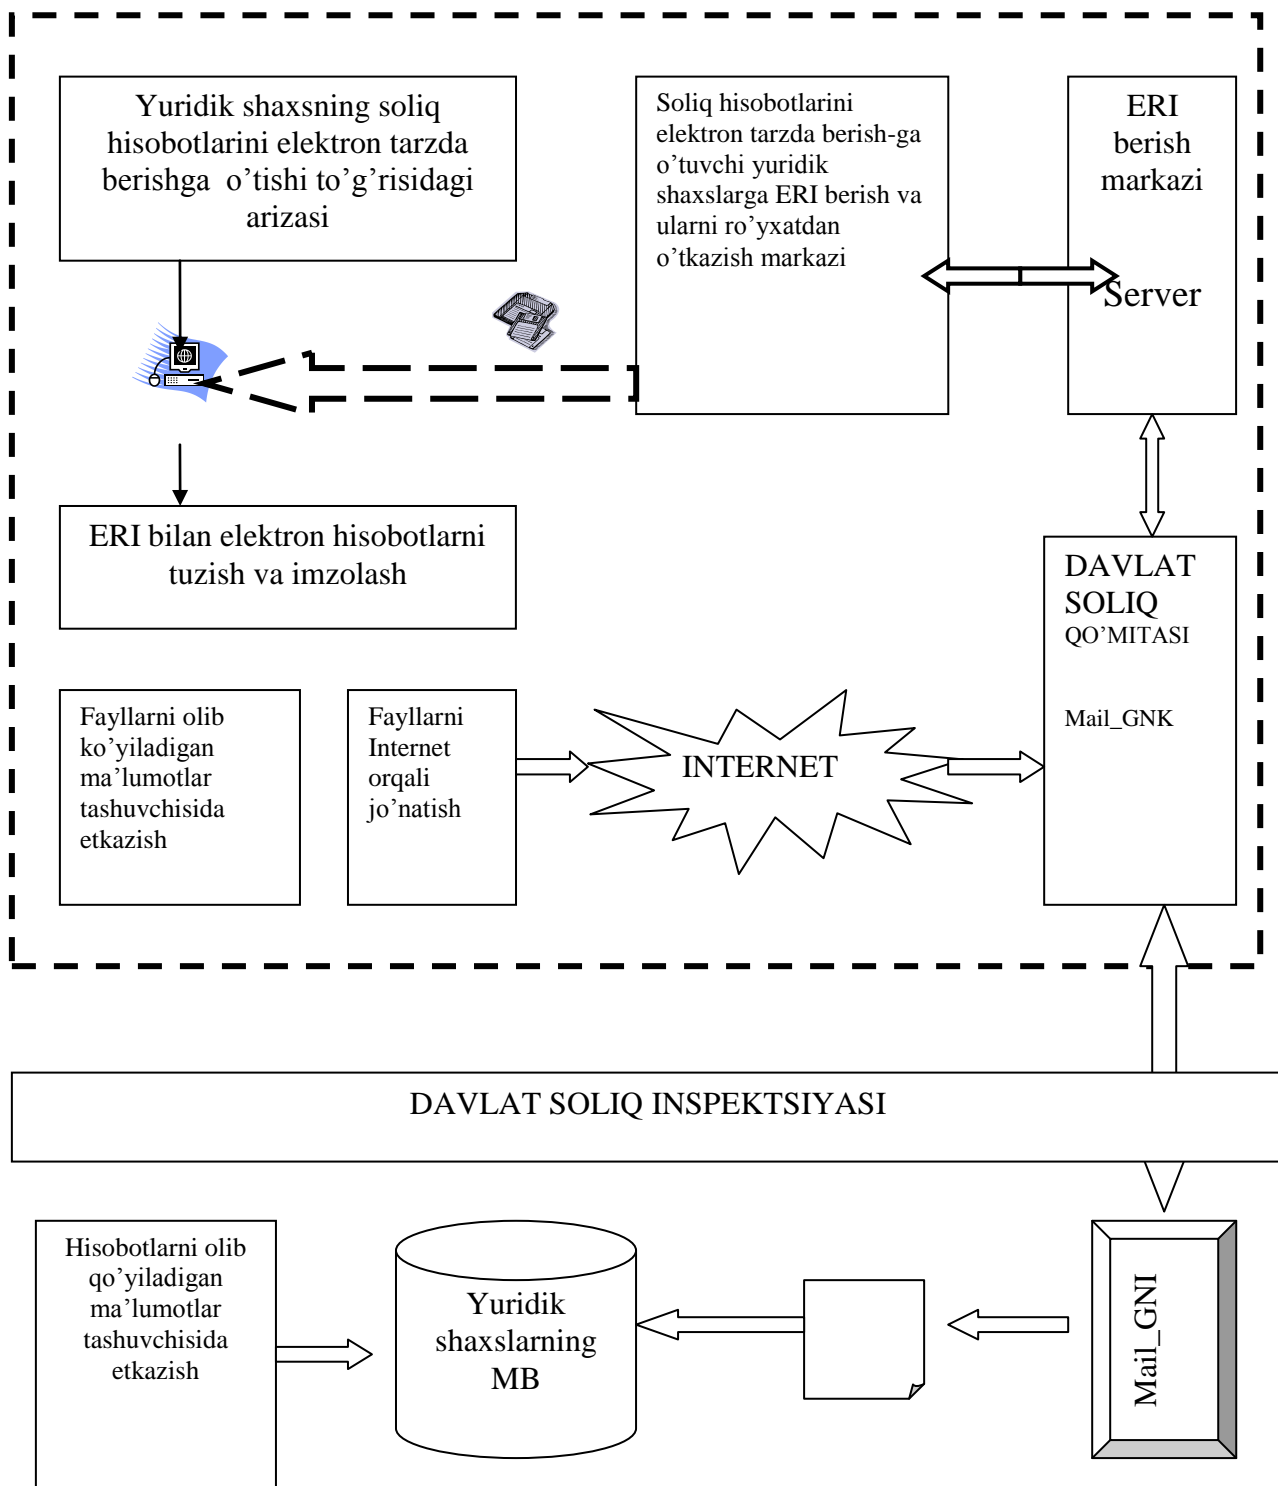 Yuridik shaxsning soliq
hisobotlarini elektron tarzda
berishga o’tishi to’g’risidagi
arizasi
Soliq hisobotlarini
elektron tarzda berish-ga
o’tuvchi yuridik
shaxslarga ERI berish va
ularni ro’yxatdan
o’tkazish markazi
ERI
berish
markazi
Server
ERI bilan elektron hisobotlarni
tuzish va imzolash
DAVLAT
SOLIQ
QO’MITASI
Mail_GNK
Fayllarni olib
ko’yiladigan
ma’lumotlar
tashuvchisida
etkazish
Fayllarni
Internet
orqali
jo’natish
INTERNET
DAVLAT SOLIQ INSPEKTSIYASI
Hisobotlarni olib
qo’yiladigan
ma’lumotlar
tashuvchisida
etkazish
Yuridik
shaxslarning
MB
Mail_GNI